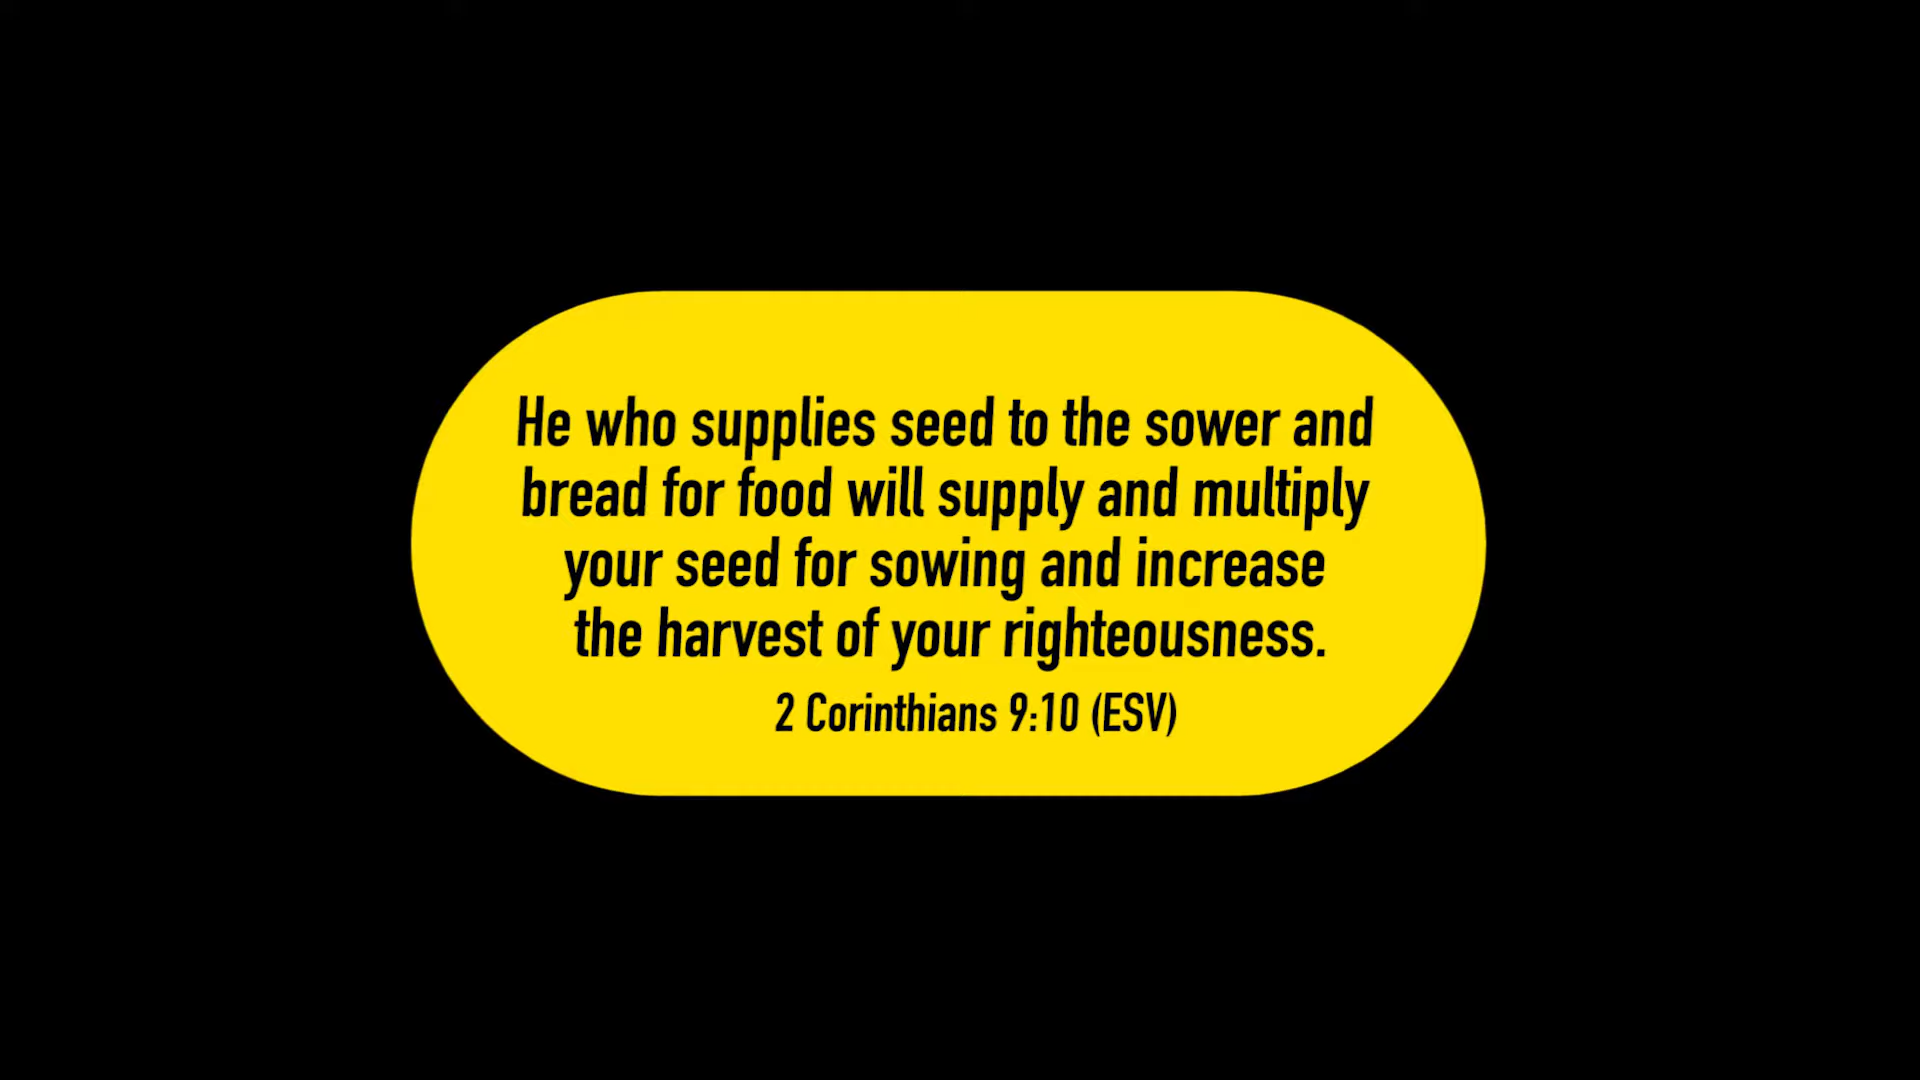 He who supplies seed to the sower and
bread for food will supply and multiply
your seed for sowing and increase
the harvest of your righteousness.
2 Corinthians 9:10 (ESV)